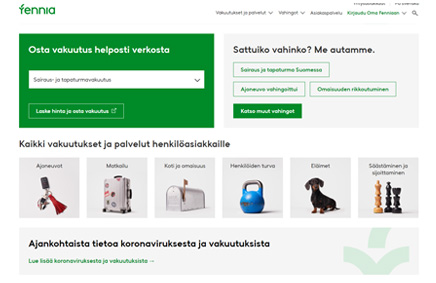 fennia
Vakuutukset ja palvelut
Vahingot
Asiakaspalvelu
Kirjaudu Oma Fenniaan
Osta vakuutus helposti verkosta
Sairaus- ja tapaturmavakuutus
Laske hinta ja osta vakuutus
Sattuiko vahinko? Me autamme.
Sairaus ja tapaturma Suomessa
Ajoneuvo vahingoittui
Omaisuuden rikkoutuminen
Katso muut vahingot
Kaikki vakuutukset ja palvelut henkilöasiakkaille
Ajoneuvot
Matkailu
Koti ja omaisuus
Henkilöiden turva
Eläimet
Säästäminen ja
sijoittaminen
Ajankohtaista tietoa koronaviruksesta ja vakuutuksista
Lue lisää koronaviruksesta ja vakuutuksista →